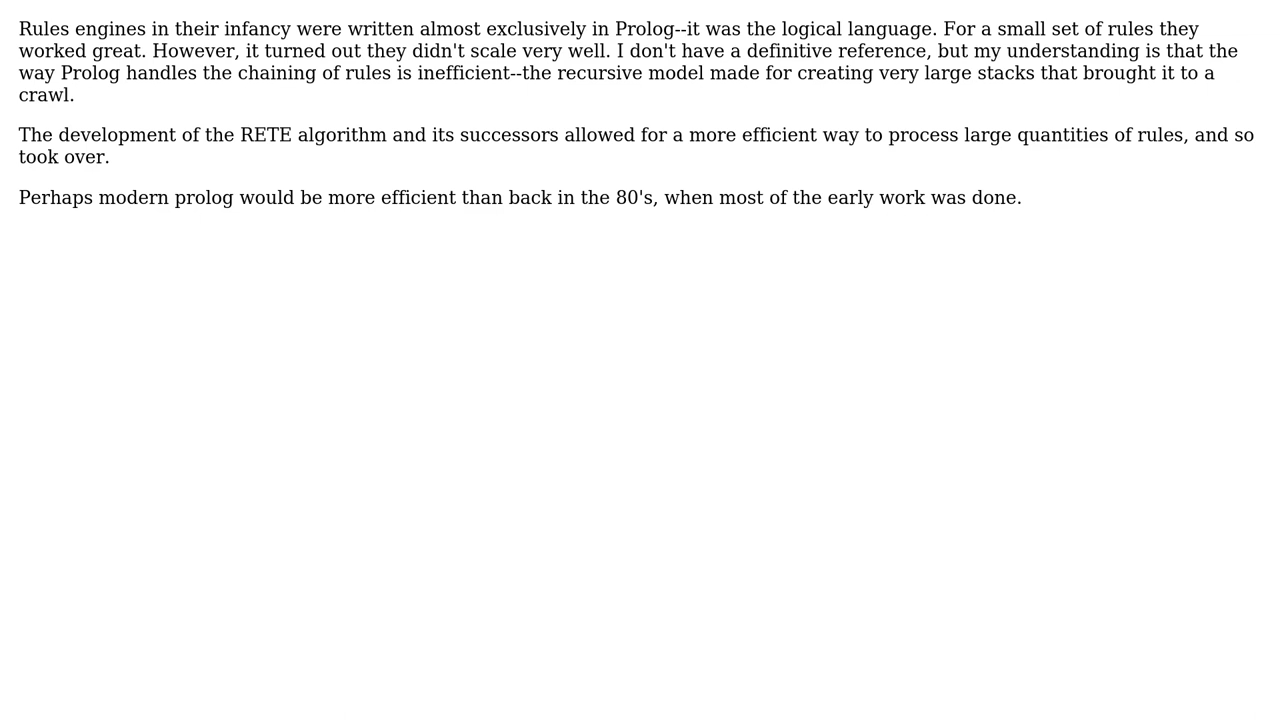 Rules engines in their infancy were written almost exclusively in Prolog--it was the logical language. For a small set of rules they
worked great. However, it turned out they didn't scale very well. I don't have a definitive reference, but my understanding is that the
way Prolog handles the chaining of rules is inefficient--the recursive model made for creating very large stacks that brought it to a
crawl.
The development of the RETE algorithm and its successors allowed for a more efficient way to process large quantities of rules, and so
took over.
Perhaps modern prolog would be more efficient than back in the 80's, when most of the early work was done.